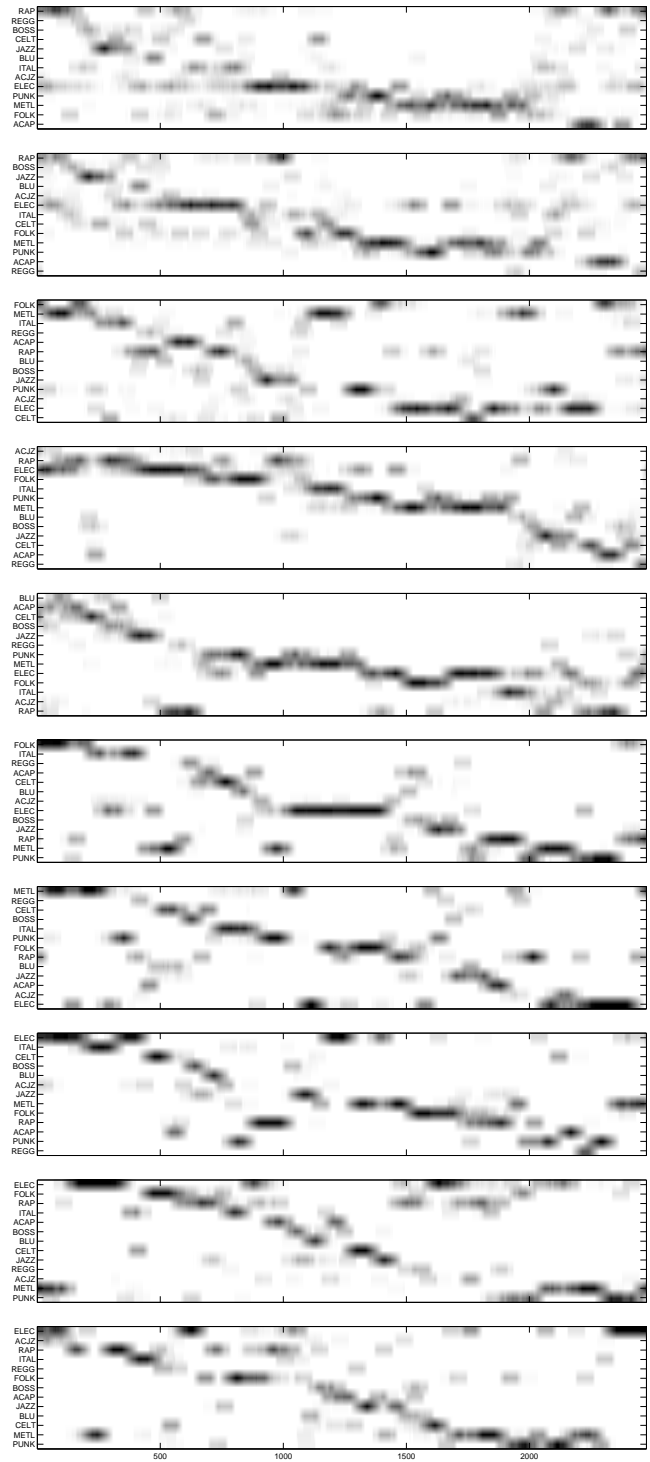 RAP
REGG
BOSS
CELT
JAZZ
BLU
ITAL
ACJZ
ELEC
PUNK
METL
FOLK
ACAP
RAP
BOSS
JAZZ
BLU
ACJZ
ELEC
ITAL
CELT
FOLK
METL
PUNK
ACAP
REGG
FOLK
METL
ITAL
REGG
ACAP
RAP
BLU
BOSS
JAZZ
PUNK
ACJZ
ELEC
CELT
ACJZ
RAP
ELEC
FOLK
ITAL
PUNK
METL
BLU
BOSS
JAZZ
CELT
ACAP
REGG
BLU
ACAP
CELT
BOSS
JAZZ
REGG
PUNK
METL
ELEC
FOLK
ITAL
ACJZ
RAP
FOLK
ITAL
REGG
ACAP
CELT
BLU
ACJZ
ELEC
BOSS
JAZZ
RAP
METL
PUNK
METL
REGG
CELT
BOSS
ITAL
PUNK
FOLK
RAP
BLU
JAZZ
ACAP
ACJZ
ELEC
ELEC
ITAL
CELT
BOSS
BLU
ACJZ
JAZZ
METL
FOLK
RAP
ACAP
PUNK
REGG
ELEC
FOLK
RAP
ITAL
ACAP
BOSS
BLU
CELT
JAZZ
REGG
ACJZ
METL
PUNK
ELEC
ACJZ
RAP
ITAL
REGG
FOLK
BOSS
ACAP
JAZZ
BLU
CELT
METL
PUNK
500 1000 1500 2000